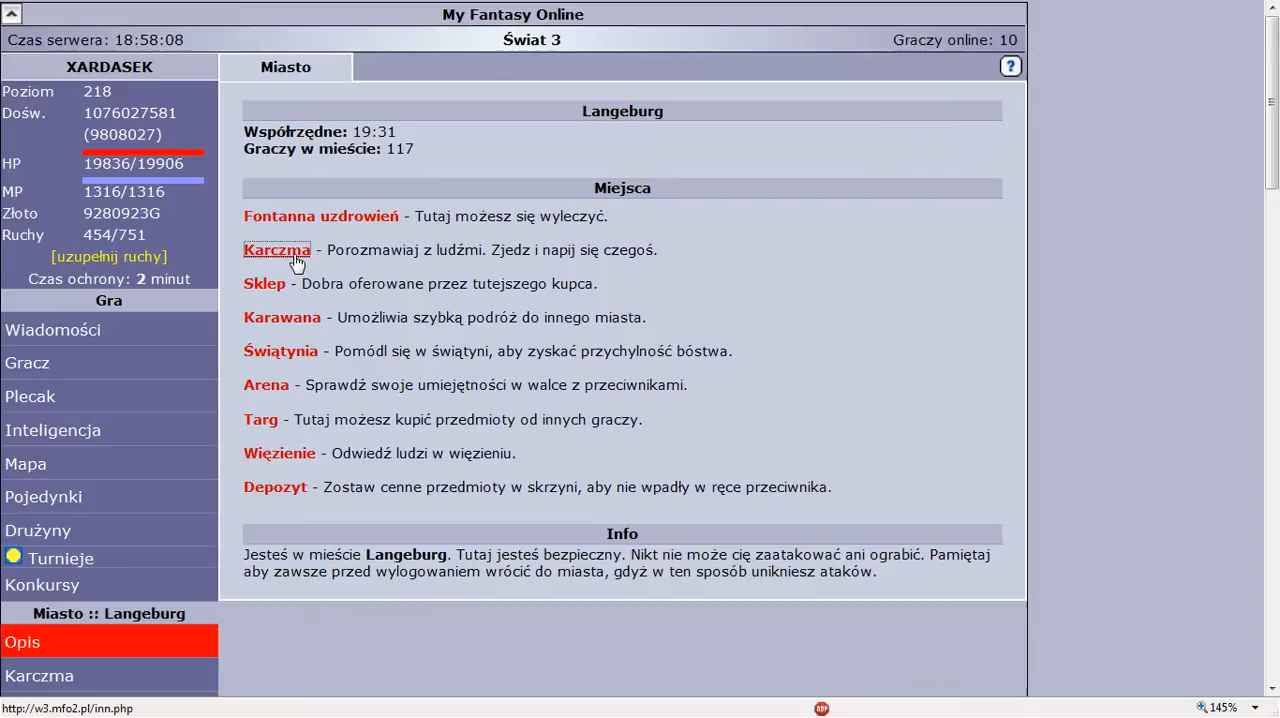 My Fantasy Online
Czas serwera: 18:58:08
Świat 3
Graczy online: 10
XARDASEK
Poziom 218
Dośw. 1076027581
(9808027)
HP 19836/19906
MP 1316/1316
Złoto 9280923G
Ruchy 454/751
[uzupełnij ruchy]
Czas ochrony: 2 minut
Gra
Wiadomości
Gracz
Plecak
Inteligencja
Mapa
Pojedynki
Drużyny
Turnieje
Konkursy
Miasto :: Langeburg
Opis
Karczma
Miasto
?
Langeburg
Współrzędne: 19:31
Graczy w mieście: 117
Miejsca
Fontanna uzdrowień - Tutaj możesz się wyleczyć.
Karczma - Porozmawiaj z ludźmi. Zjedz i napij się czegoś.
Sklep - Dobra oferowane przez tutejszego kupca.
Karawana - Umożliwia szybką podróż do innego miasta.
Świątynia - Pomódl się w świątyni, aby zyskać przychylność bóstwa.
Arena - Sprawdź swoje umiejętności w walce z przeciwnikami.
Targ - Tutaj możesz kupić przedmioty od innych graczy.
Więzienie - Odwiedź ludzi w więzieniu.
Depozyt - Zostaw cenne przedmioty w skrzyni, aby nie wpadły w ręce przeciwnika.
Info
Jesteś w mieście Langeburg. Tutaj jesteś bezpieczny. Nikt nie może cię zaatakować ani ograbić. Pamiętaj
aby zawsze przed wylogowaniem wrócić do miasta, gdyż w ten sposób unikniesz ataków.
http://w3.mfo2.pl/inn.php
ABP
145%